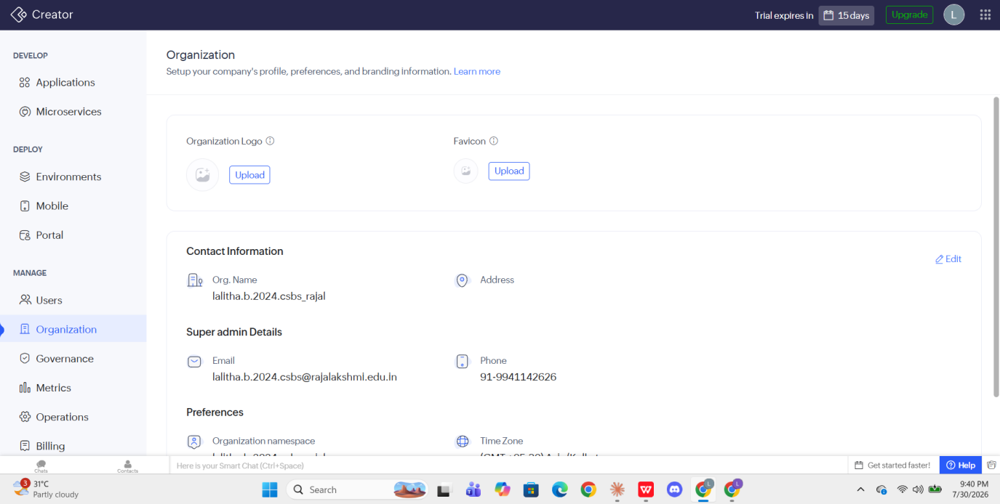 Creator
Trial expires in 15 days Upgrade L
DEVELOP
Applications
Microservices
DEPLOY
Environments
Mobile
Portal
MANAGE
Users
Organization
Governance
Metrics
Operations
Billing
Organization
Setup your company's profile, preferences, and branding information. Learn more
Organization Logo
Upload
Favicon
Upload
Contact Information
Edit
Org. Name
lalitha.b.2024.csbs_rajal
Address
Super admin Details
Email
lalitha.b.2024.csbs@rajalakshmi.edu.in
Phone
91-9941142626
Preferences
Organization namespace
Time Zone
Chats
Contacts
Here is your Smart Chat (Ctrl+Space)
Get started faster!
Help
3
31°C
Partly cloudy
Search
L
L
9:40 PM
7/30/2026